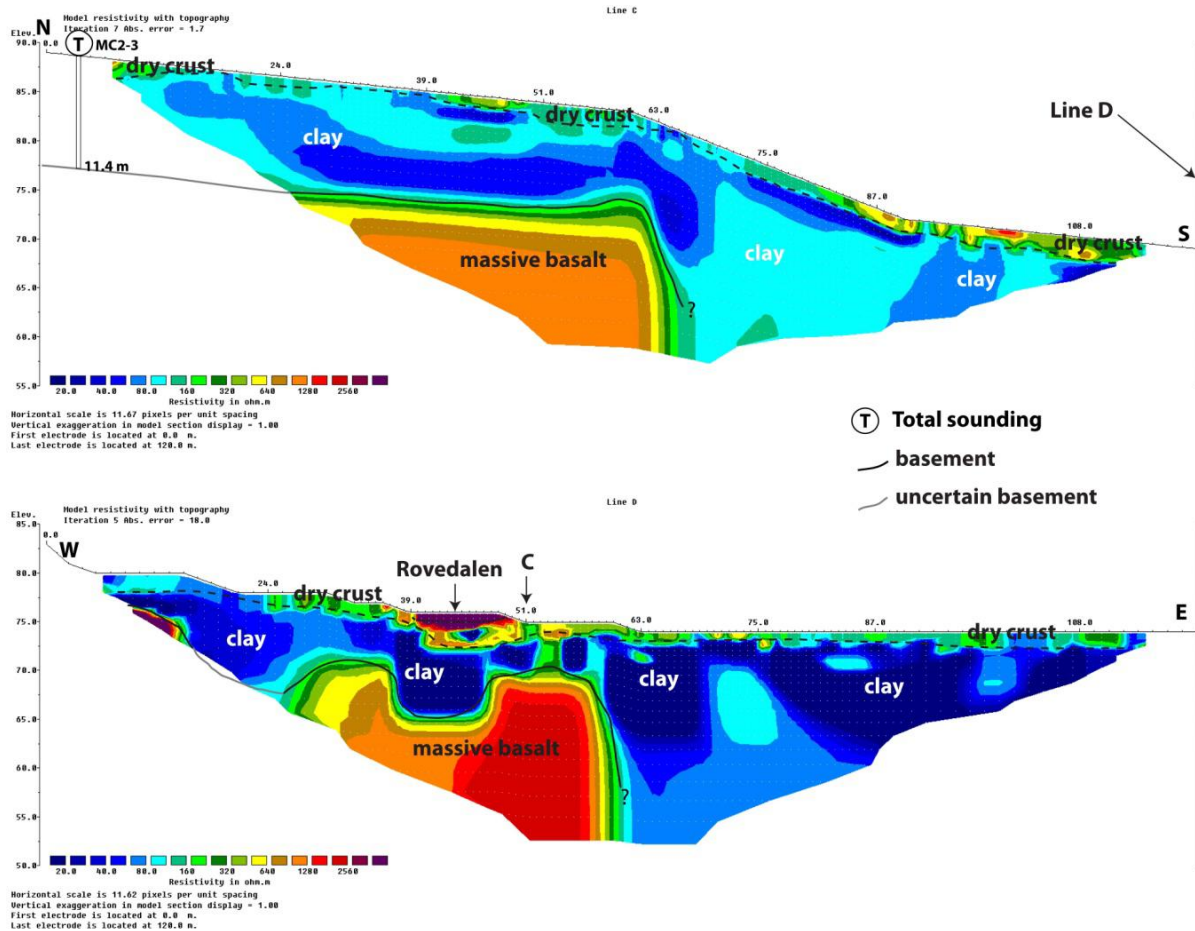 Line C
Model resistivity with topography
Iteration 7 Abs. error = 1.7
N
Elev.
0.0
T MC2-3
90.0
dry crust
24.0
39.0
51.0
dry crust
63.0
75.0
87.0
108.0
dry crust
S
Line D
85.0
80.0
75.0
70.0
65.0
60.0
55.0
clay
11.4 m
massive basalt
clay
clay
?
20.0 40.0 80.0 160 320 640 1280 2560
Resistivity in ohm.m
Horizontal scale is 11.67 pixels per unit spacing
Vertical exaggeration in model section display = 1.00
First electrode is located at 0.0 m.
Last electrode is located at 120.0 m.
T Total sounding
basement
uncertain basement
Line D
Model resistivity with topography
Iteration 5 Abs. error = 18.0
Elev.
85.0
0.0
W
Rovedalen
C
80.0
24.0
dry crust
39.0
51.0
63.0
75.0
87.0
108.0
dry crust
E
75.0
70.0
65.0
60.0
55.0
50.0
clay
clay
clay
clay
massive basalt
?
20.0 40.0 80.0 160 320 640 1280 2560
Resistivity in ohm.m
Horizontal scale is 11.62 pixels per unit spacing
Vertical exaggeration in model section display = 1.00
First electrode is located at 0.0 m.
Last electrode is located at 120.0 m.